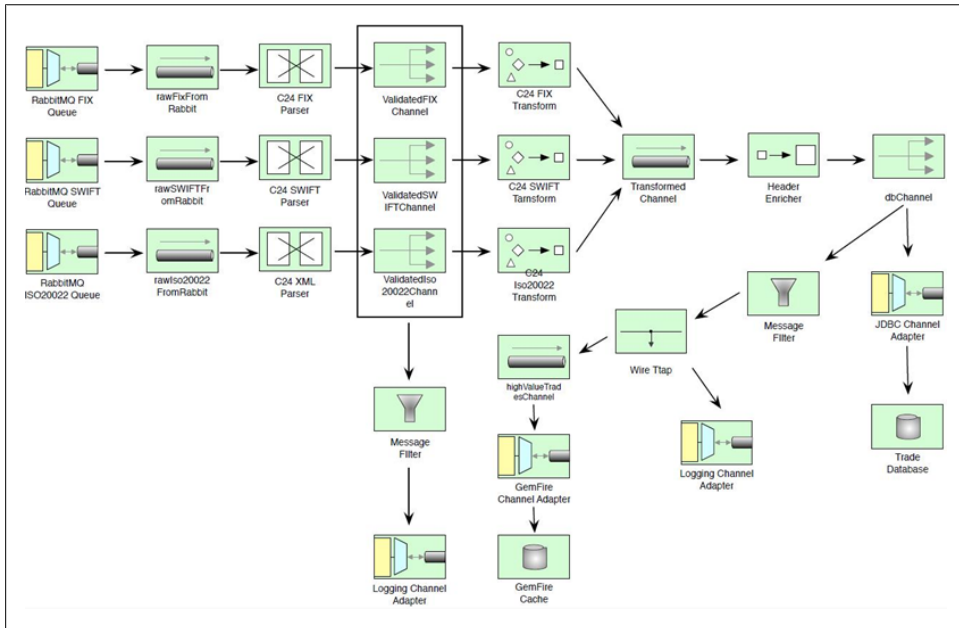 RabbitMQ FIX
Queue
rawFixFrom
Rabbit
C24 FIX
Parser
ValidatedFIX
Channel
C24 FIX
Transform
RabbitMQ SWIFT
Queue
rawSWIFTFr
omRabbit
C24 SWIFT
Parser
ValidatedSW
IFTChannel
C24 SWIFT
Tarnsform
Transformed
Channel
Header
Enricher
dbChannel
RabbitMQ
ISO20022 Queue
rawIso20022
FromRabbit
C24 XML
Parser
ValidatedIso
20022Chann
el
C24
Iso20022
Transform
Message
FIlter
JDBC Channel
Adapter
Wire Ttap
highValueTrad
esChannel
Message
FIlter
GemFire
Channel Adapter
Logging Channel
Adapter
Trade
Database
Logging Channel
Adapter
GemFire
Cache